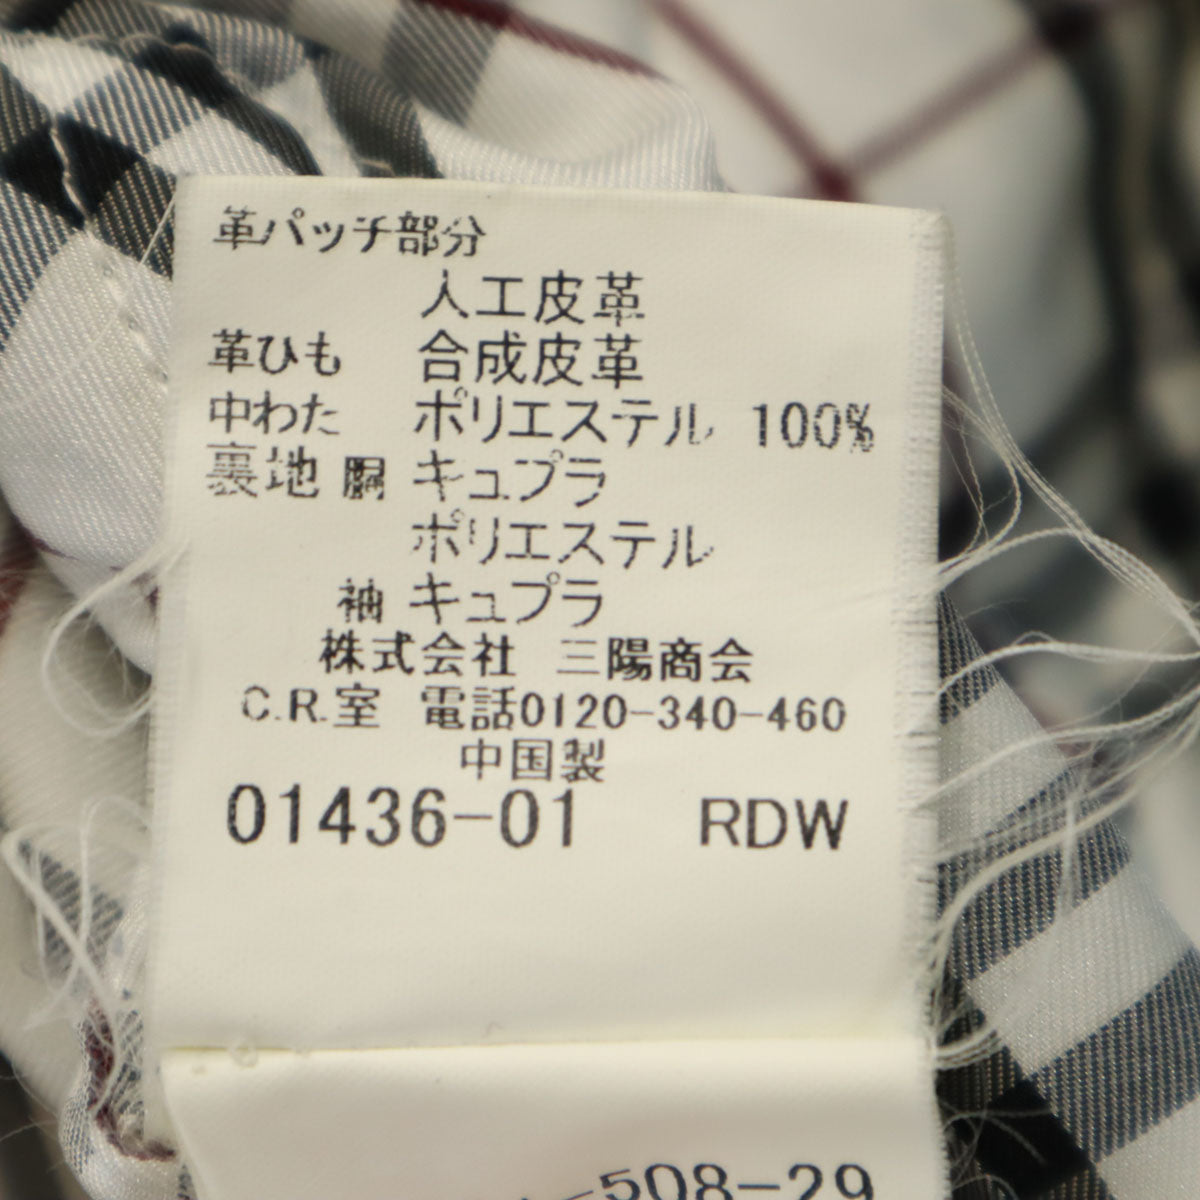 革パッチ部分
人工皮革
革ひも 合成皮革
中わた ポリエステル 100%
裏地 胴 キュプラ
ポリエステル
袖 キュプラ
株式会社 三陽商会
C.R.室 電話0120-340-460
中国製
01436-01 RDW
-508-29